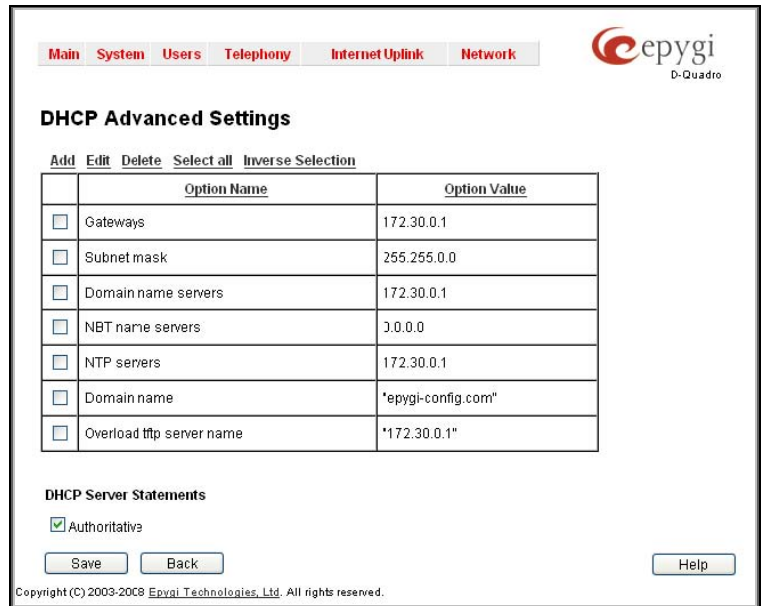 Main System Users Telephony Internet Uplink Network
epygi
D-Quadro
DHCP Advanced Settings
Add Edit Delete Select all Inverse Selection
Option Name Option Value
Gateways 172.30.0.1
Subnet mask 255.255.0.0
Domain name servers 172.30.0.1
NBT name servers 0.0.0.0
NTP servers 172.30.0.1
Domain name "epygi-config.com"
Overload tftp server name "172.30.0.1"
DHCP Server Statements
Authoritative
Save Back Help
Copyright (C) 2003-2008 Epygi Technologies, Ltd. All rights reserved.